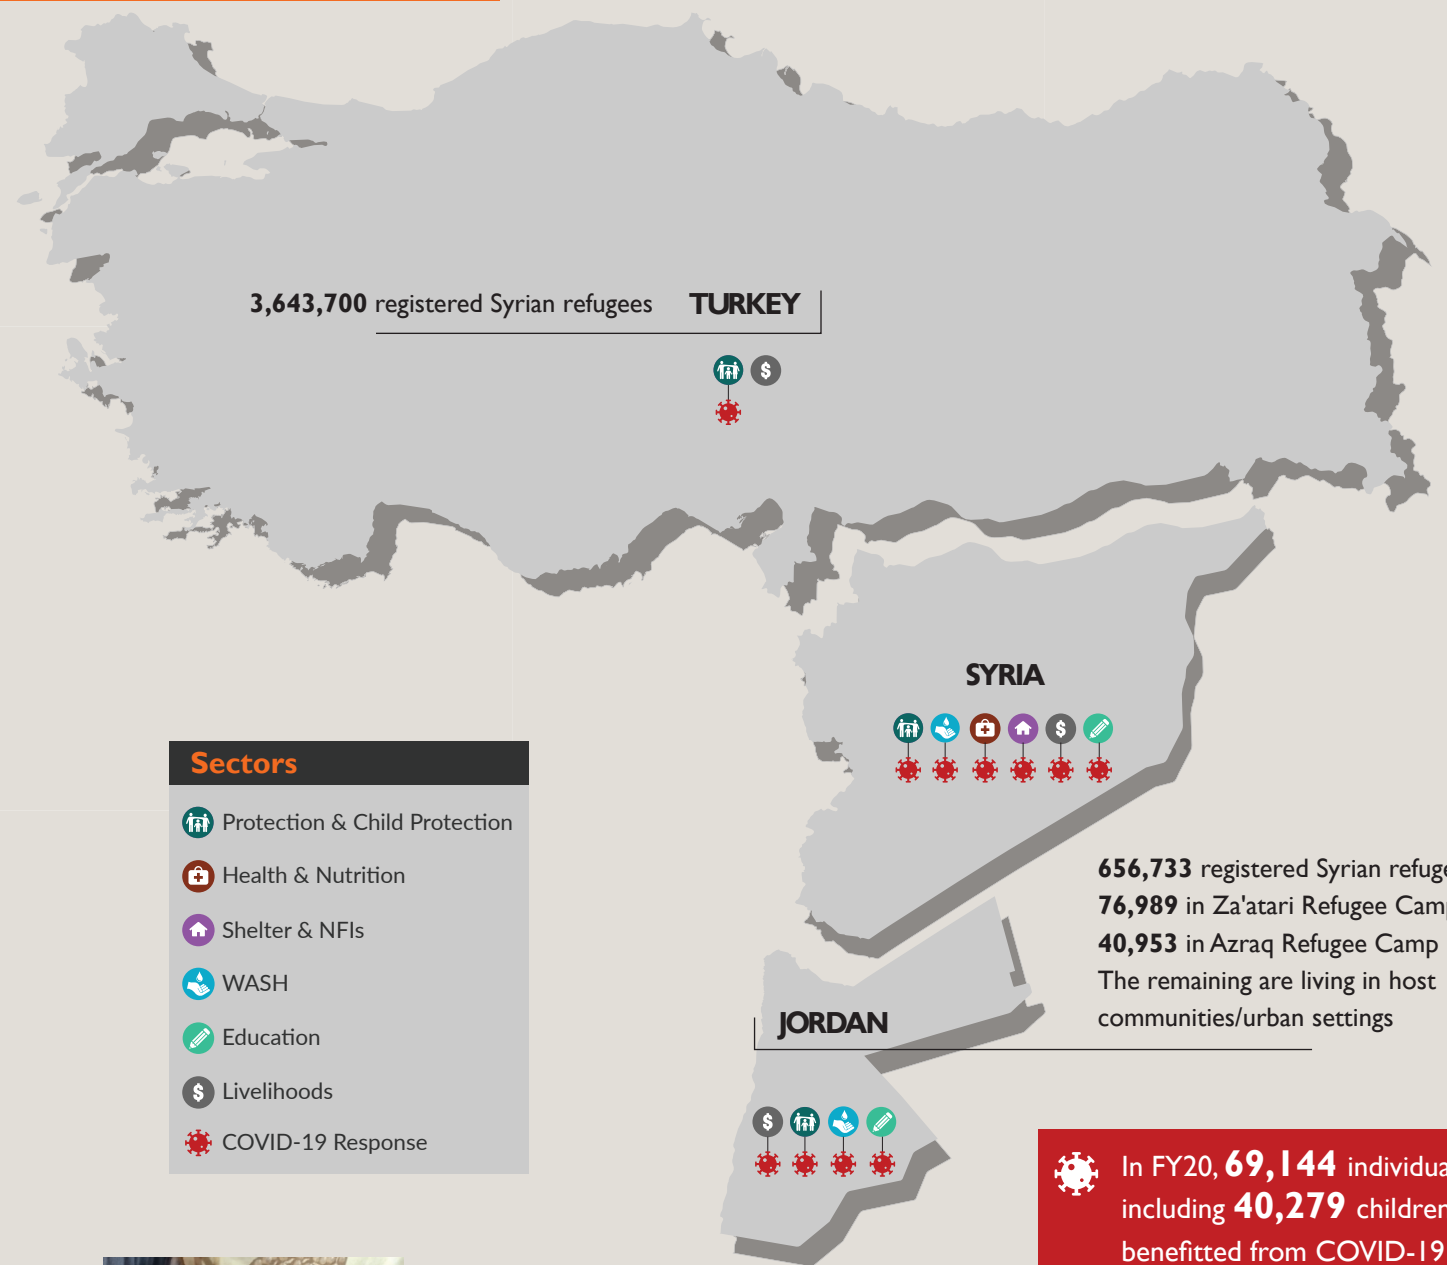 3,643,700 registered Syrian refugees TURKEY
SYRIA
Sectors
Protection & Child Protection
Health & Nutrition
Shelter & NFIs
WASH
Education
Livelihoods
COVID-19 Response
656,733 registered Syrian
76,989 in Za'atari Refugee
40,953 in Azraq Refugee Camp
The remaining are living in host
communities/urban settings
JORDAN
In FY20, 69,144
including 40,279 children
benefitted from COVID-19